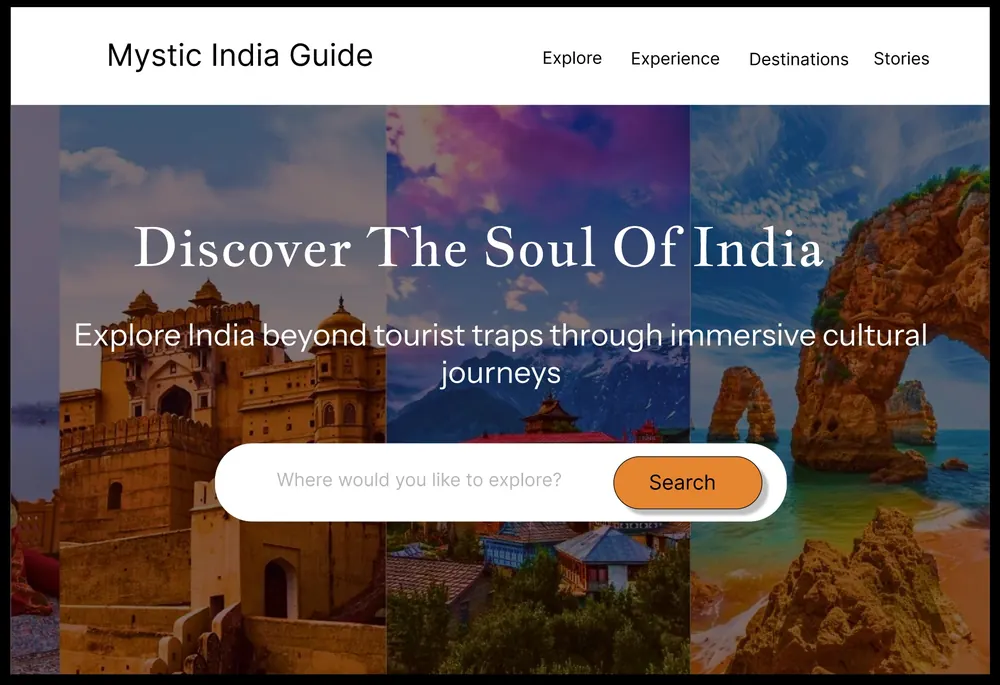 Mystic India Guide
Explore Experience Destinations Stories
Discover The Soul Of India
Explore India beyond tourist traps through immersive cultural
journeys
Where would you like to explore? Search